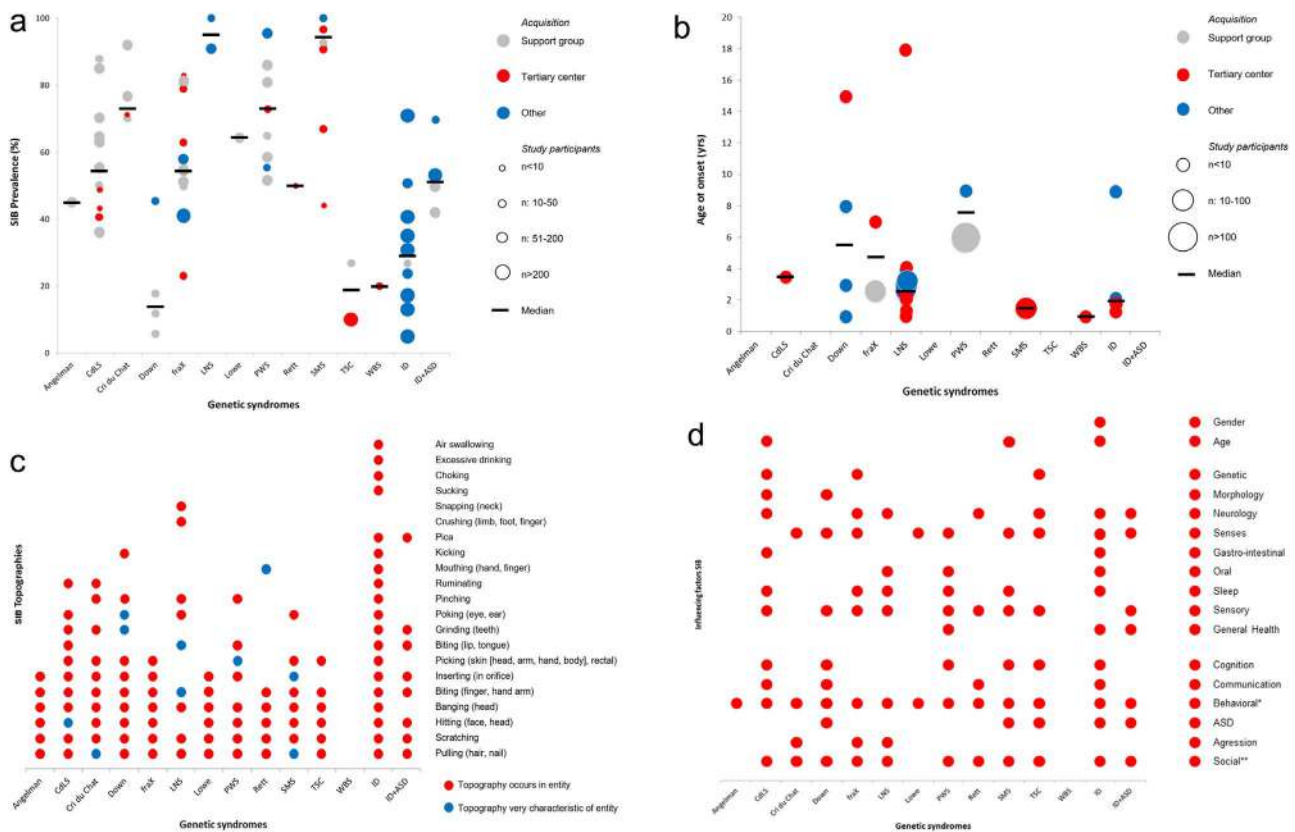 a
100
80
60
40
20
0
SIB Prevalence (%)
Angelman
CdLS
Cri du Chat
Down
fraX
LNS
Lowe
PWS
Rett
SMS
TSC
WBS
ID
ID+ASD
Genetic syndromes
Acquisition
Support group
Tertiary center
Other
Study participants
n<10
n: 10-50
n: 51-200
n>200
Median
b
20
18
16
14
12
10
8
6
4
2
0
Age of onset (yrs)
Angelman
CdLS
Cri du Chat
Down
fraX
LNS
Lowe
PWS
Rett
SMS
TSC
WBS
ID
ID+ASD
Genetic syndromes
Acquisition
Support group
Tertiary center
Other
Study participants
n<10
n: 10-100
n>100
Median
c
SIB Topographies
Air swallowing
Excessive drinking
Choking
Sucking
Snapping (neck)
Crushing (limb, foot, finger)
Pica
Kicking
Mouthing (hand, finger)
Ruminating
Pinching
Poking (eye, ear)
Grinding (teeth)
Biting (lip, tongue)
Picking (skin [head, arm, hand, body], rectal)
Inserting (in orifice)
Biting (finger, hand arm)
Banging (head)
Hitting (face, head)
Scratching
Pulling (hair, nail)
Angelman
CdLS
Cri du Chat
Down
fraX
LNS
Lowe
PWS
Rett
SMS
TSC
WBS
ID
ID+ASD
Genetic syndromes
Topography occurs in entity
Topography very characteristic of entity
d
Influencing factors SIB
Gender
Age
Genetic
Morphology
Neurology
Senses
Gastro-intestinal
Oral
Sleep
Sensory
General Health
Cognition
Communication
Behavioral*
ASD
Agression
Social**
Angelman
CdLS
Cri du Chat
Down
fraX
LNS
Lowe
PWS
Rett
SMS
TSC
WBS
ID
ID+ASD
Genetic syndromes